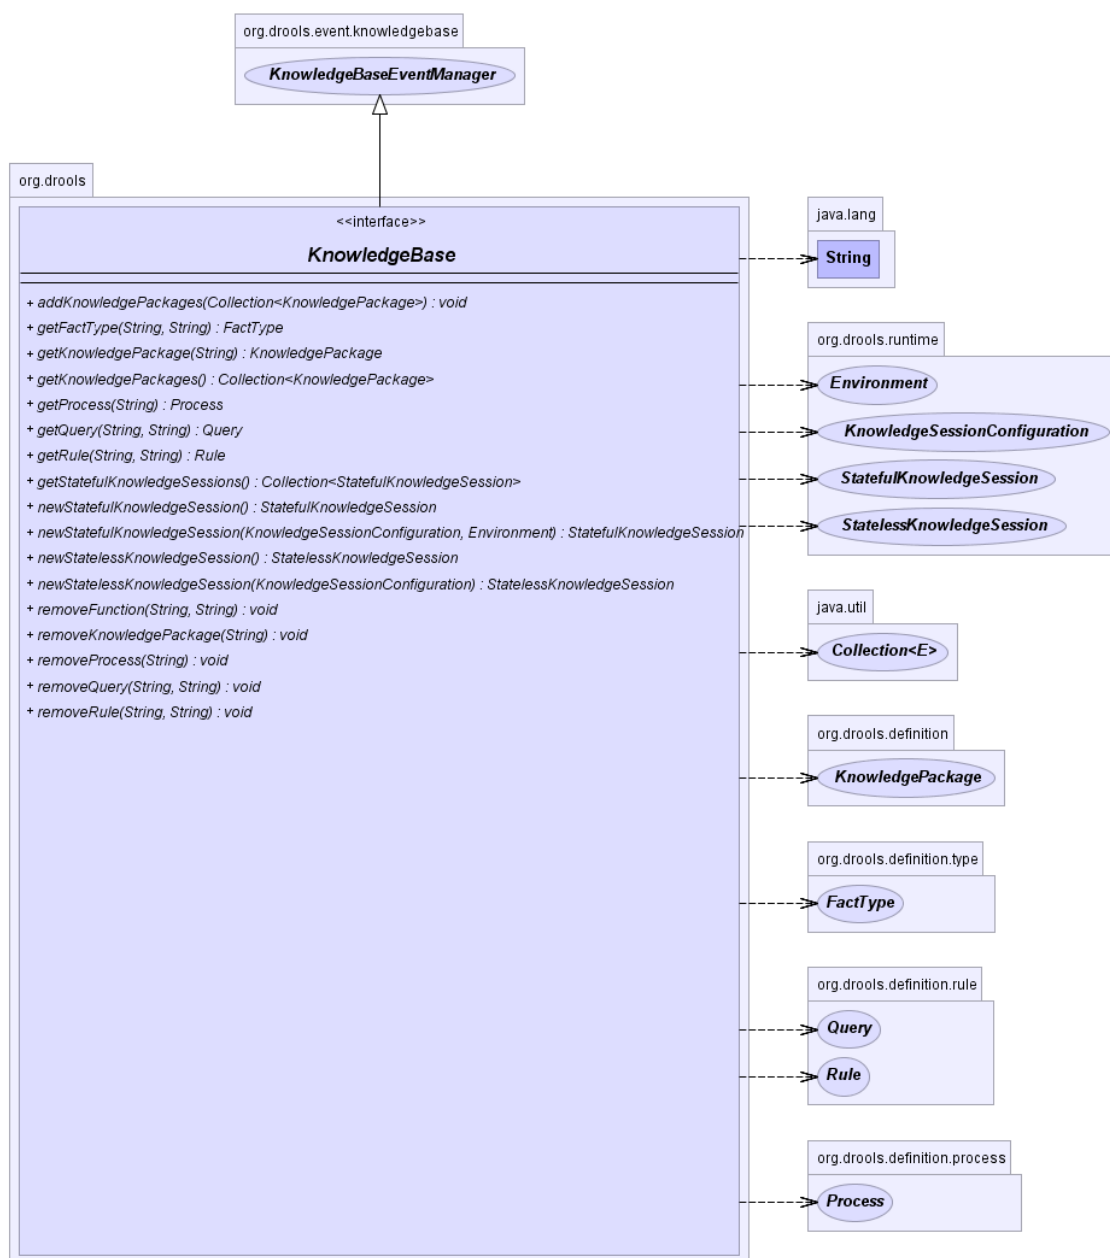 org.drools.event.knowledgebase
KnowledgeBaseEventManager
org.drools
<<interface>>
KnowledgeBase
+ addKnowledgePackages(Collection<KnowledgePackage>) : void
+ getFactType(String, String) : FactType
+ getKnowledgePackage(String) : KnowledgePackage
+ getKnowledgePackages() : Collection<KnowledgePackage>
+ getProcess(String) : Process
+ getQuery(String, String) : Query
+ getRule(String, String) : Rule
+ getStatefulKnowledgeSessions() : Collection<StatefulKnowledgeSession>
+ newStatefulKnowledgeSession() : StatefulKnowledgeSession
+ newStatefulKnowledgeSession(KnowledgeSessionConfiguration, Environment) : StatefulKnowledgeSession
+ newStatelessKnowledgeSession() : StatelessKnowledgeSession
+ newStatelessKnowledgeSession(KnowledgeSessionConfiguration) : StatelessKnowledgeSession
+ removeFunction(String, String) : void
+ removeKnowledgePackage(String) : void
+ removeProcess(String) : void
+ removeQuery(String, String) : void
+ removeRule(String, String) : void
java.lang
String
org.drools.runtime
Environment
KnowledgeSessionConfiguration
StatefulKnowledgeSession
StatelessKnowledgeSession
java.util
Collection<E>
org.drools.definition
KnowledgePackage
org.drools.definition.type
FactType
org.drools.definition.rule
Query
Rule
org.drools.definition.process
Process